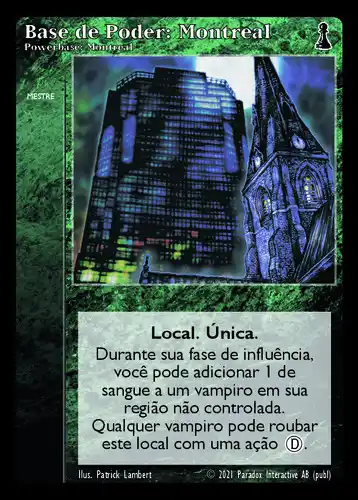 Base de Poder: Montreal
Powerbase: Montreal
MESTRE
Local. Única.
Durante sua fase de influência,
você pode adicionar 1 de
sangue a um vampiro em sua
região não controlada.
Qualquer vampiro pode roubar
este local com uma ação Ⓓ.
Ilus. Patrick Lambert
© 2021 Paradox Interactive AB (publ)